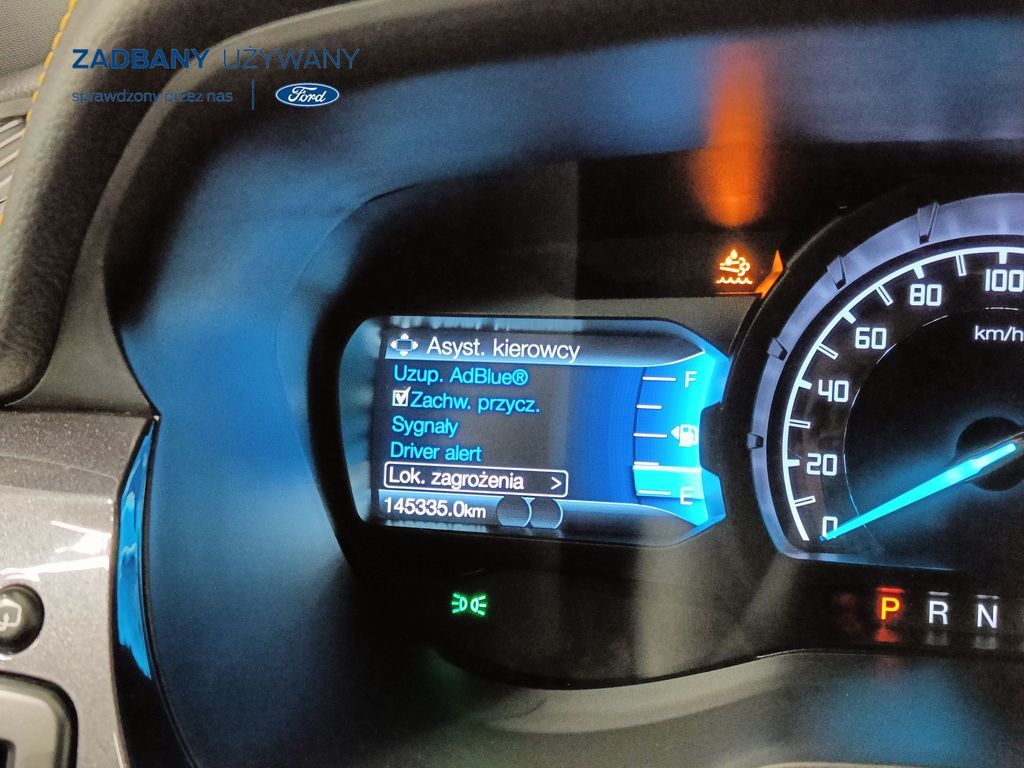 ZADBANY UŻYWANY
sprawdzony przez nas
Ford
Asyst. kierowcy
Uzup. AdBlue®
Zachw. przycz.
Sygnały
Driver alert
Lok. zagrożenia >
145335.0km
F
E
100
80
60
40
20
0
km/h
P R N